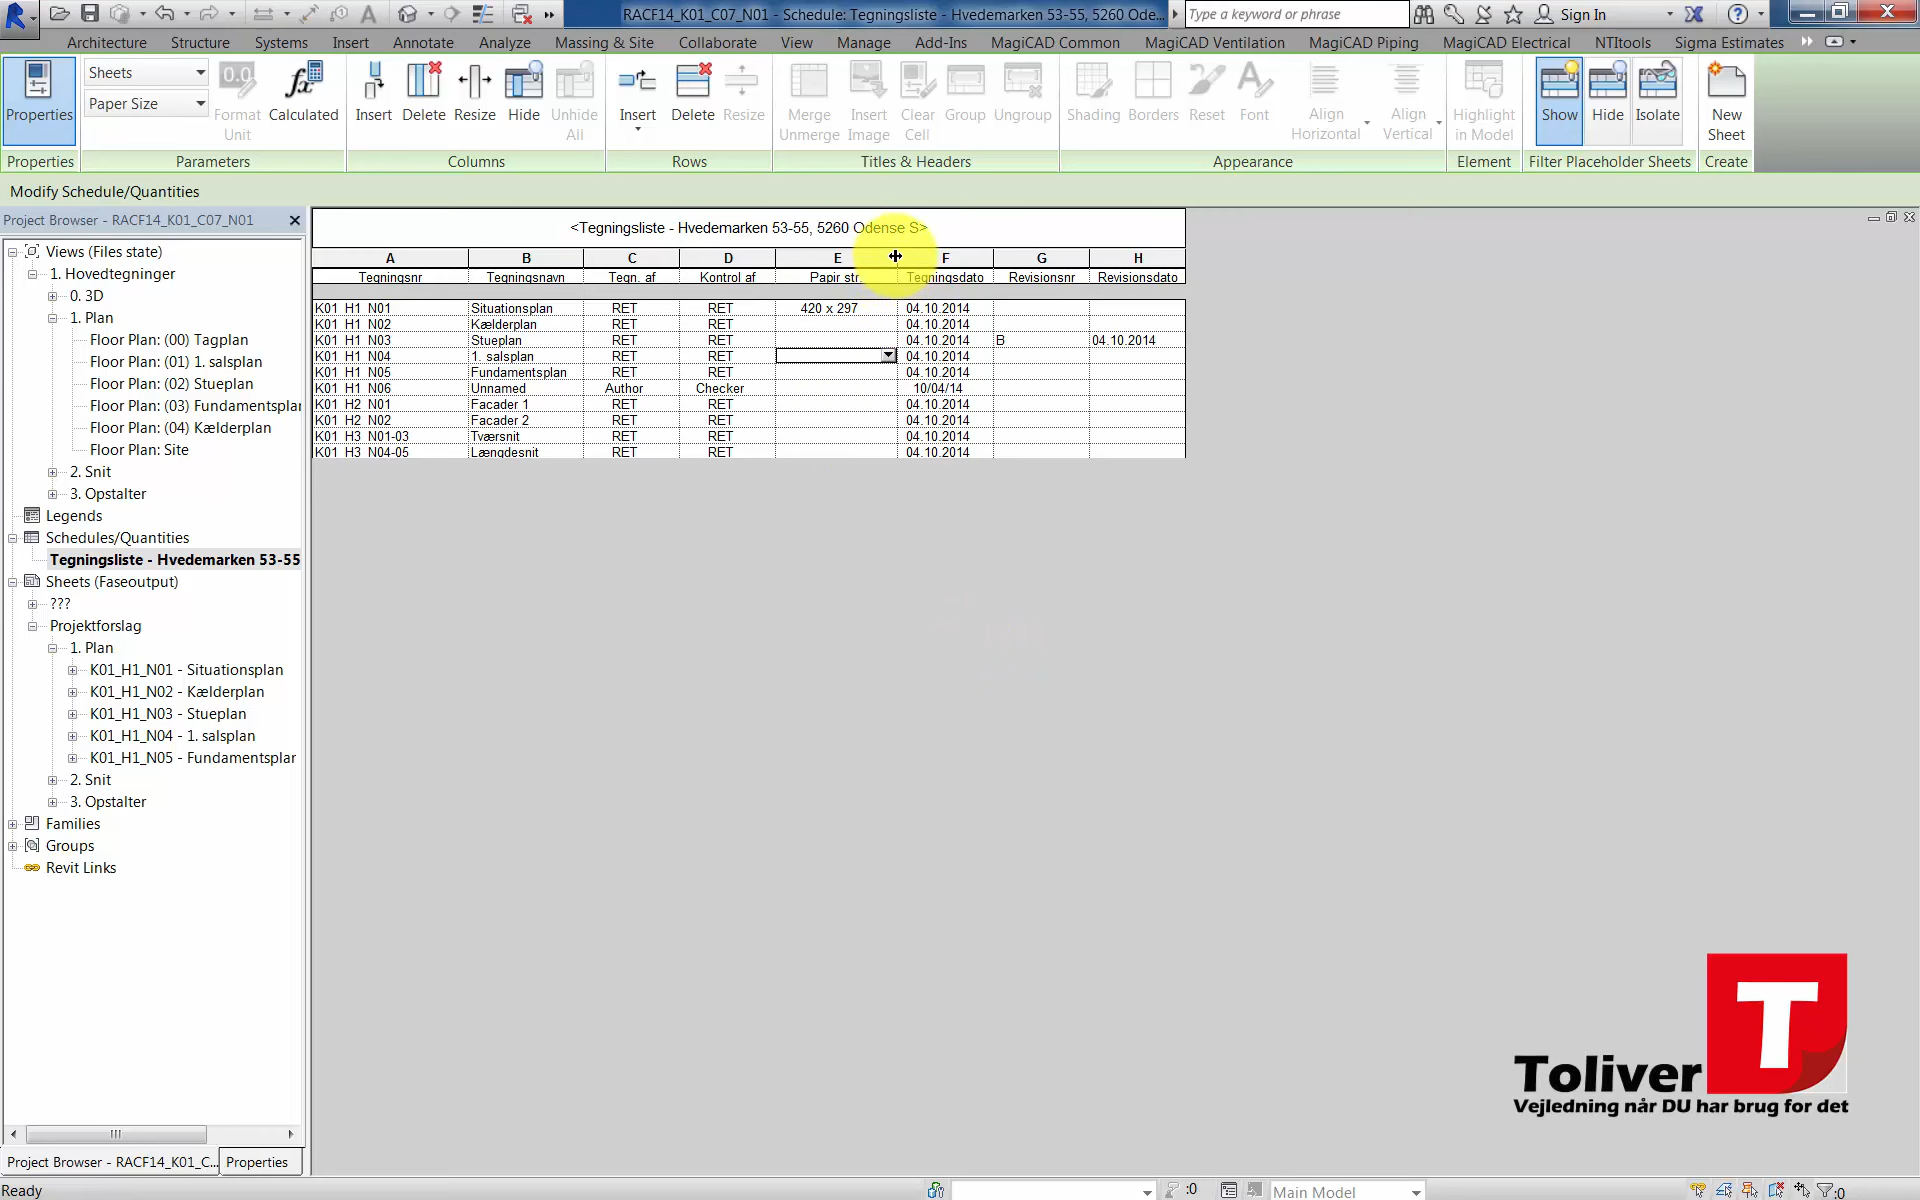 RACF14_K01_C07_N01 - Schedule: Tegningsliste - Hvedemarken 53-55, 5260 Ode...
Type a keyword or phrase
Sign In
Architecture Structure Systems Insert Annotate Analyze Massing & Site Collaborate View Manage Add-Ins MagiCAD Common MagiCAD Ventilation MagiCAD Piping MagiCAD Electrical NTItools Sigma Estimates
Sheets
Paper Size
Properties
Format Unit
Calculated
Insert Delete Resize Hide Unhide All
Insert Delete Resize
Merge Unmerge
Insert Image
Clear Cell
Group Ungroup
Shading Borders Reset Font
Align Horizontal
Align Vertical
Highlight in Model
Show Hide Isolate
New Sheet
Properties Parameters Columns Rows Titles & Headers Appearance Element Filter Placeholder Sheets Create
Modify Schedule/Quantities
Project Browser - RACF14_K01_C07_N01
Views (Files state)
1. Hovedtegninger
0. 3D
1. Plan
Floor Plan: (00) Tagplan
Floor Plan: (01) 1. salsplan
Floor Plan: (02) Stueplan
Floor Plan: (03) Fundamentsplan
Floor Plan: (04) Kælderplan
Floor Plan: Site
2. Snit
3. Opstalter
Legends
Schedules/Quantities
Tegningsliste - Hvedemarken 53-55
Sheets (Faseoutput)
???
Projektforslag
1. Plan
K01_H1_N01 - Situationsplan
K01_H1_N02 - Kælderplan
K01_H1_N03 - Stueplan
K01_H1_N04 - 1. salsplan
K01_H1_N05 - Fundamentsplan
2. Snit
3. Opstalter
Families
Groups
Revit Links
<Tegningsliste - Hvedemarken 53-55, 5260 Odense S>
A B C D E F G H
Tegningsnr Tegningsnavn Tegn. af Kontrol af Papir str. Tegningsdato Revisionsnr Revisionsdato
K01_H1_N01 Situationsplan RET RET 420 x 297 04.10.2014
K01_H1_N02 Kælderplan RET RET 04.10.2014
K01_H1_N03 Stueplan RET RET 04.10.2014 B 04.10.2014
K01_H1_N04 1. salsplan RET RET 04.10.2014
K01_H1_N05 Fundamentsplan RET RET 04.10.2014
K01_H1_N06 Unnamed Author Checker 10/04/14
K01_H2_N01 Facader 1 RET RET 04.10.2014
K01_H2_N02 Facader 2 RET RET 04.10.2014
K01_H3_N01-03 Tværsnit RET RET 04.10.2014
K01_H3_N04-05 Længdesnit RET RET 04.10.2014
T
Toliver
Vejledning når DU har brug for det
Project Browser - RACF14_K01_C... Properties
Ready
:0
Main Model
:0